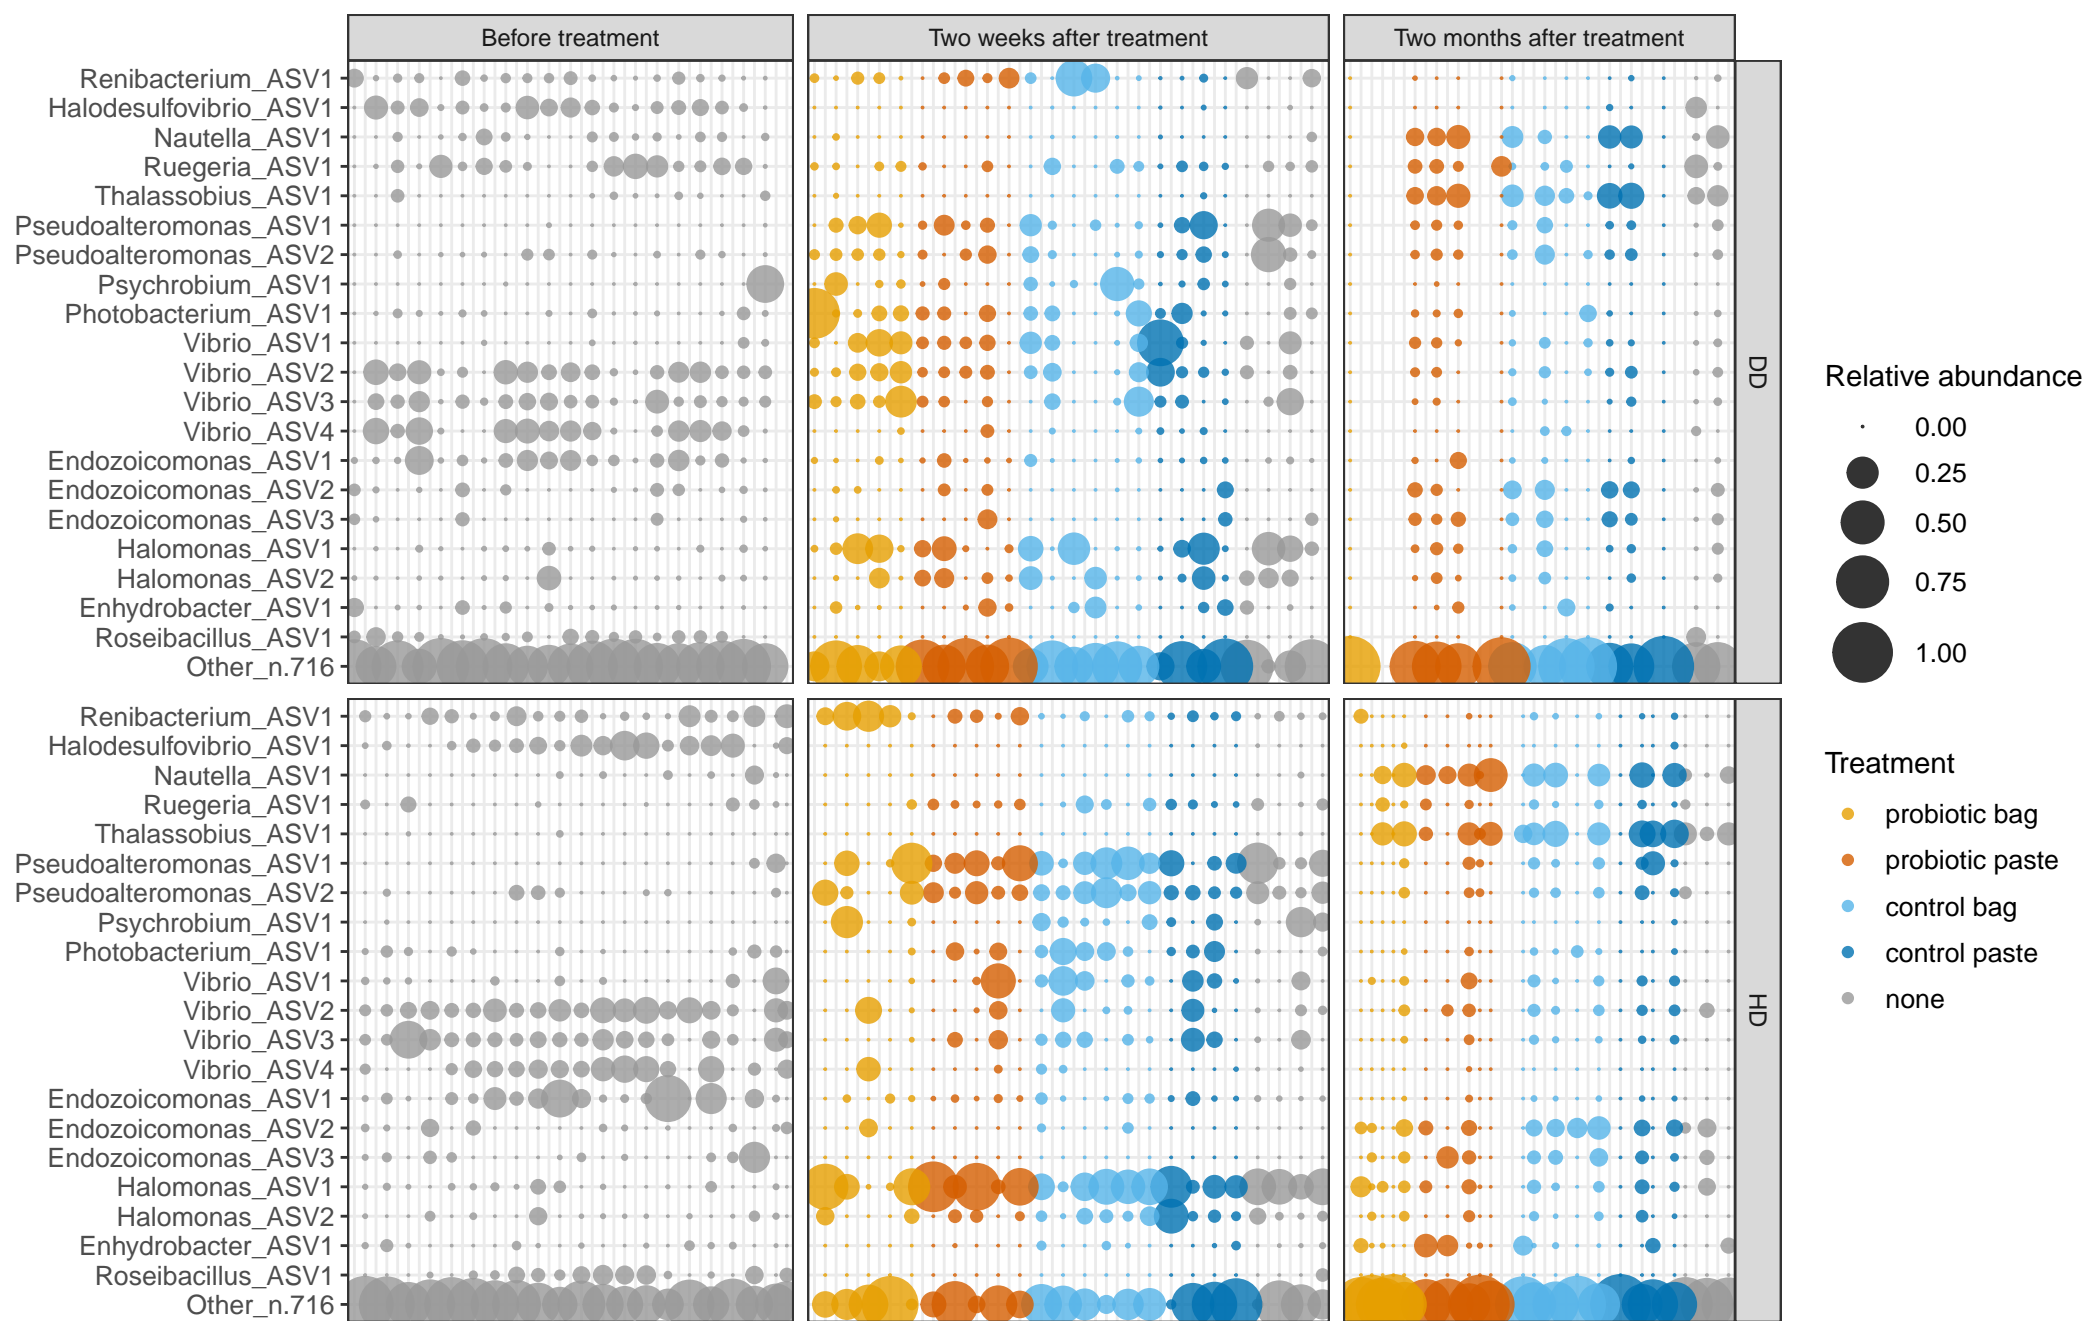 Before treatment
Two weeks after treatment
Two months after treatment
Renibacterium_ASV1
Halodesulfovibrio_ASV1
Nautella_ASV1
Ruegeria_ASV1
Thalassobius_ASV1
Pseudoalteromonas_ASV1
Pseudoalteromonas_ASV2
Psychrobium_ASV1
Photobacterium_ASV1
Vibrio_ASV1
Vibrio_ASV2
Vibrio_ASV3
Vibrio_ASV4
Endozoicomonas_ASV1
Endozoicomonas_ASV2
Endozoicomonas_ASV3
Halomonas_ASV1
Halomonas_ASV2
Enhydrobacter_ASV1
Roseibacillus_ASV1
Other_n.716
DD
Renibacterium_ASV1
Halodesulfovibrio_ASV1
Nautella_ASV1
Ruegeria_ASV1
Thalassobius_ASV1
Pseudoalteromonas_ASV1
Pseudoalteromonas_ASV2
Psychrobium_ASV1
Photobacterium_ASV1
Vibrio_ASV1
Vibrio_ASV2
Vibrio_ASV3
Vibrio_ASV4
Endozoicomonas_ASV1
Endozoicomonas_ASV2
Endozoicomonas_ASV3
Halomonas_ASV1
Halomonas_ASV2
Enhydrobacter_ASV1
Roseibacillus_ASV1
Other_n.716
HD
Relative abundance
0.00
0.25
0.50
0.75
1.00
Treatment
probiotic bag
probiotic paste
control bag
control paste
none